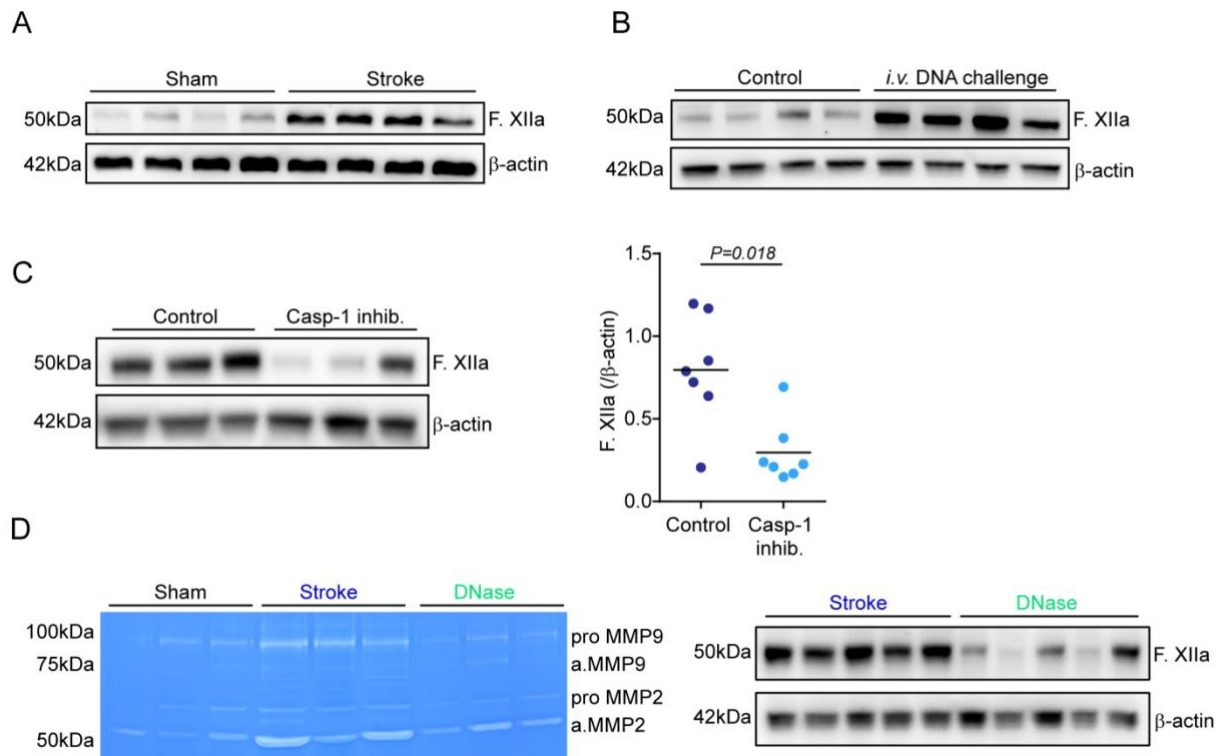 A
Sham Stroke
50kDa F. XIIa
42kDa β-actin
B
Control i.v. DNA challenge
50kDa F. XIIa
42kDa β-actin
C
Control Casp-1 inhib.
50kDa F. XIIa
42kDa β-actin
F. XIIa (/β-actin)
1.5
1.0
0.5
0.0
P=0.018
Control Casp-1
inhib.
D
Sham Stroke DNase
100kDa pro MMP9
75kDa a.MMP9
pro MMP2
a.MMP2
50kDa
Stroke DNase
50kDa F. XIIa
42kDa β-actin